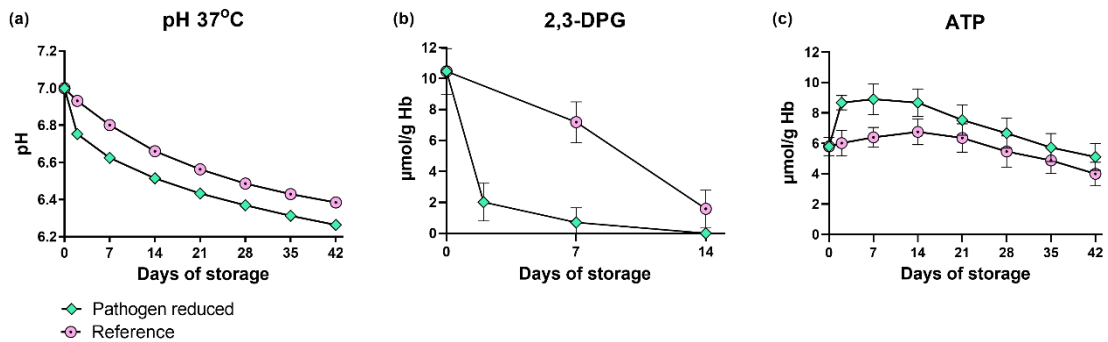 (a)
pH 37°C
7.2
7.0
6.8
6.6
6.4
6.2
pH
0 7 14 21 28 35 42
Days of storage
(b)
2,3-DPG
12
10
8
6
4
2
0
µmol/g Hb
0 7 14
Days of storage
(c)
ATP
12
10
8
6
4
2
0
µmol/g Hb
0 7 14 21 28 35 42
Days of storage
Pathogen reduced
Reference